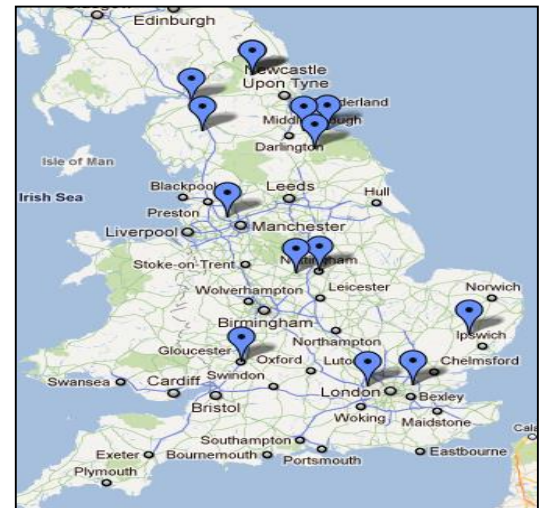 Edinburgh
Newcastle
Upon Tyne
Darlington
Isle of Man
Blackpool
Irish Sea
Preston
Leeds
Hull
Liverpool
Manchester
Stoke-on-Trent
Norwich
Wolverhampton
Leicester
Birmingham
Ipswich
Northampton
Gloucester
Oxford
Chelmsford
Swansea
Cardiff
Swindon
London
Bexley
Bristol
Woking
Maidstone
Southampton
Exeter
Bournemouth
Portsmouth
Eastbourne
Plymouth